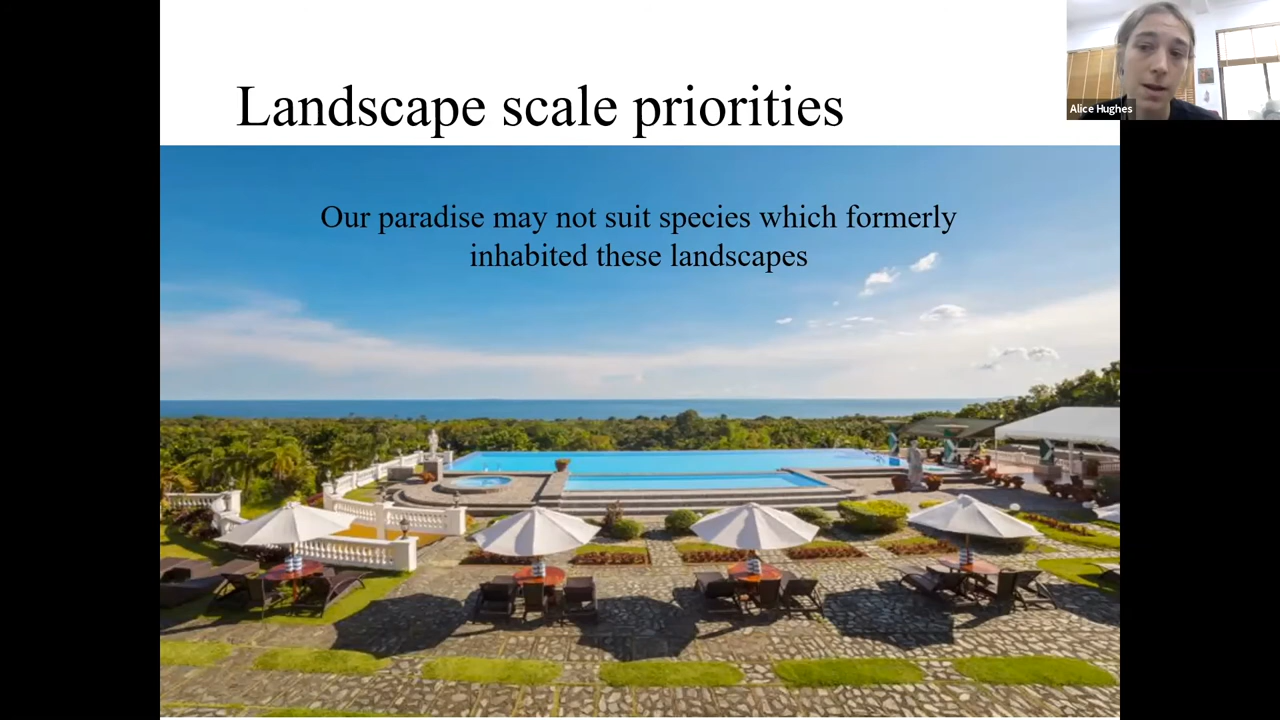 Landscape scale priorities
Alice Hughes
Our paradise may not suit species which formerly
inhabited these landscapes